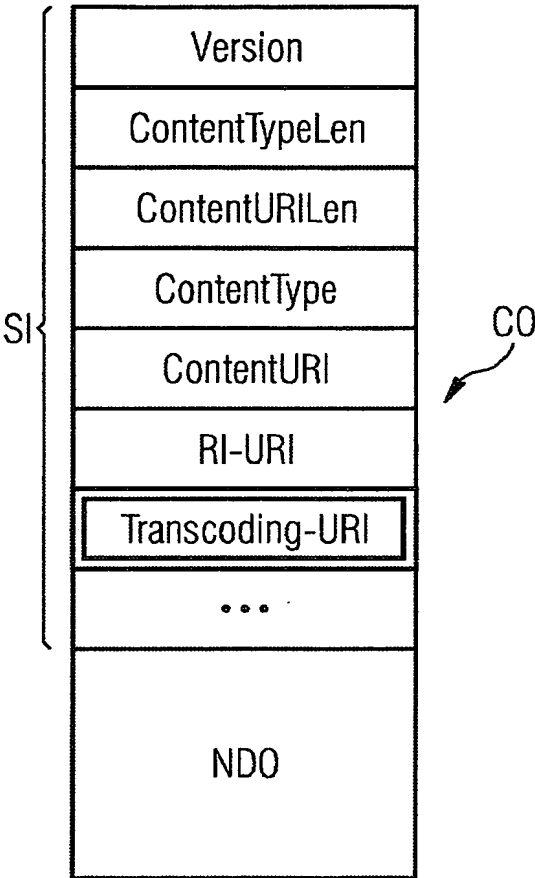 Version
ContentTypeLen
ContentURILen
ContentType
SI
CO
ContentURI
RI-URI
Transcoding-URI
...
NDO